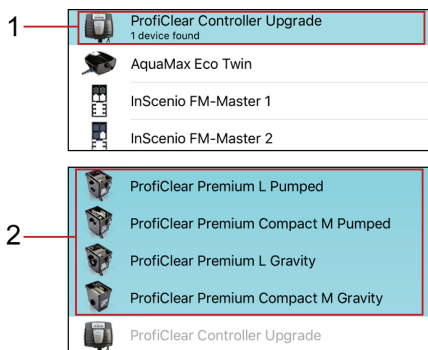 1
ProfiClear Controller Upgrade
1 device found
AquaMax Eco Twin
InScenio FM-Master 1
InScenio FM-Master 2
2
ProfiClear Premium L Pumped
ProfiClear Premium Compact M Pumped
ProfiClear Premium L Gravity
ProfiClear Premium Compact M Gravity
ProfiClear Controller Upgrade